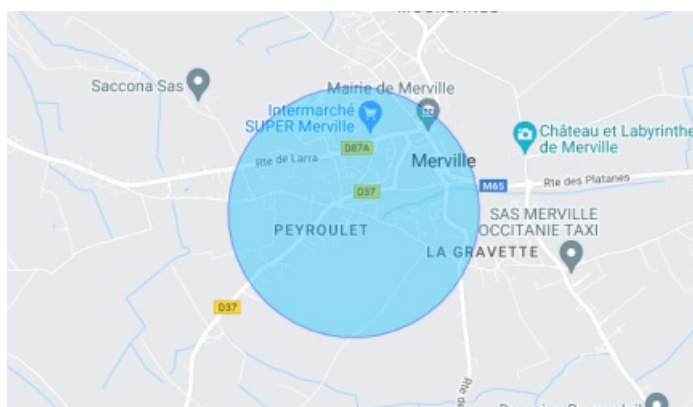 Saccona Sas
Mairie de Merville
Intermarché
SUPER Merville
D87A
Château et Labyrinthe
de Merville
Rte de Larra
Merville
D37
M65
Rte des Platanes
PEYROULET
SAS MERVILLE
OCCITANIE TAXI
LA GRAVETTE
D37